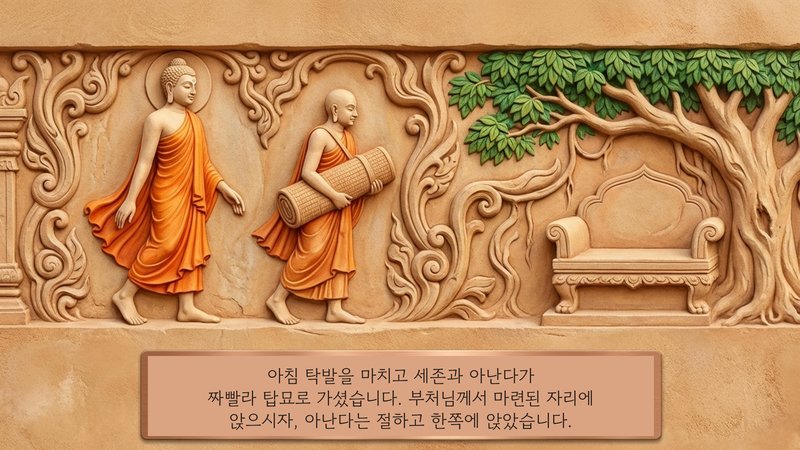 아침 탁발을 마치고 세존과 아난다가
짜빨라 탑묘로 가셨습니다. 부처님께서 마련된 자리에
앉으시자, 아난다는 절하고 한쪽에 앉았습니다.